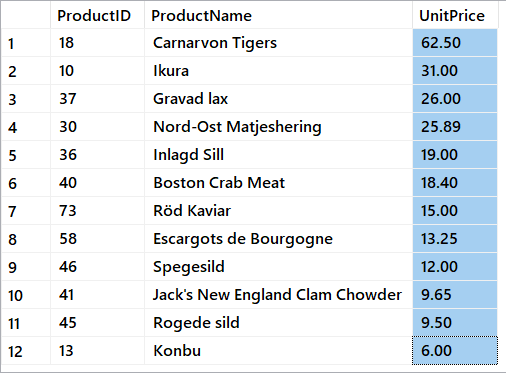 ProductID ProductName UnitPrice
1 18 Carnarvon Tigers 62.50
2 10 Ikura 31.00
3 37 Gravad lax 26.00
4 30 Nord-Ost Matjeshering 25.89
5 36 Inlagd Sill 19.00
6 40 Boston Crab Meat 18.40
7 73 Röd Kaviar 15.00
8 58 Escargots de Bourgogne 13.25
9 46 Spegesild 12.00
10 41 Jack's New England Clam Chowder 9.65
11 45 Rogede sild 9.50
12 13 Konbu 6.00